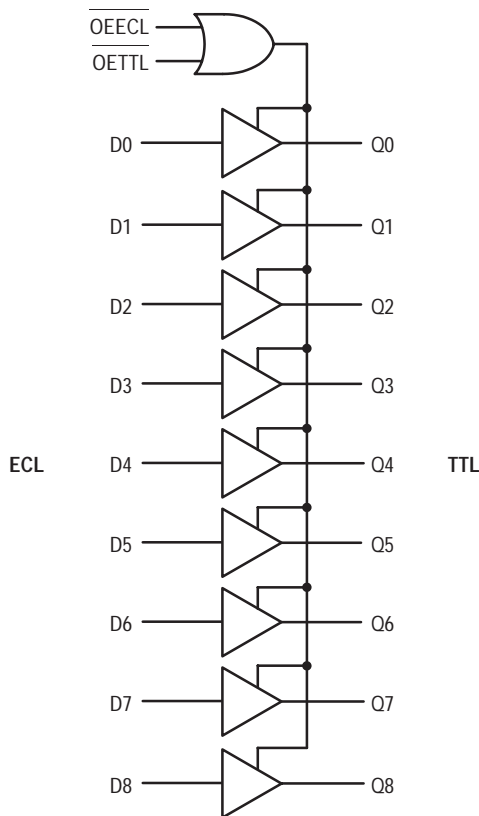 OEECL
OETTL
D0 Q0
D1 Q1
D2 Q2
D3 Q3
ECL D4 Q4 TTL
D5 Q5
D6 Q6
D7 Q7
D8 Q8